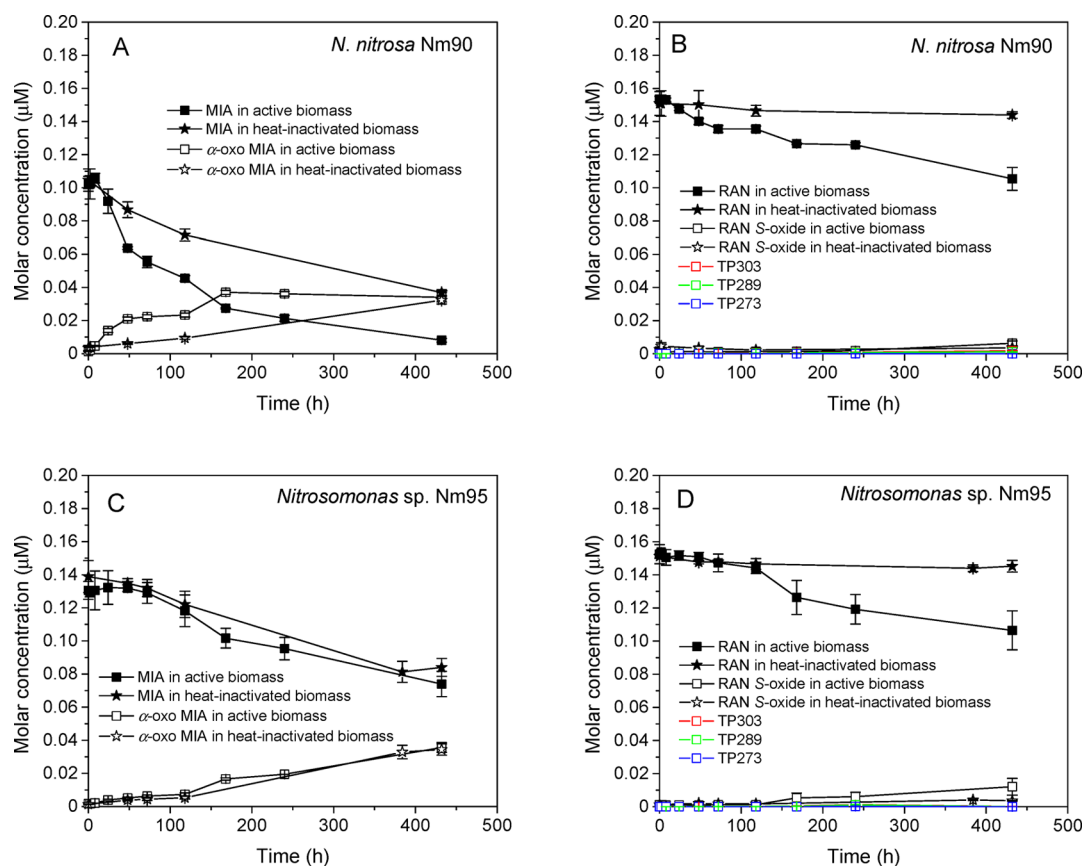 A
N. nitrosa Nm90
MIA in active biomass
MIA in heat-inactivated biomass
α-oxo MIA in active biomass
α-oxo MIA in heat-inactivated biomass
0.20
0.18
0.16
0.14
0.12
0.10
0.08
0.06
0.04
0.02
0
Molar concentration (µM)
0 100 200 300 400 500
Time (h)
B
N. nitrosa Nm90
RAN in active biomass
RAN in heat-inactivated biomass
RAN S-oxide in active biomass
RAN S-oxide in heat-inactivated biomass
TP303
TP289
TP273
0.20
0.18
0.16
0.14
0.12
0.10
0.08
0.06
0.04
0.02
0
Molar concentration (µM)
0 100 200 300 400 500
Time (h)
C
Nitrosomonas sp. Nm95
MIA in active biomass
MIA in heat-inactivated biomass
α-oxo MIA in active biomass
α-oxo MIA in heat-inactivated biomass
0.20
0.18
0.16
0.14
0.12
0.10
0.08
0.06
0.04
0.02
0
Molar concentration (µM)
0 100 200 300 400 500
Time (h)
D
Nitrosomonas sp. Nm95
RAN in active biomass
RAN in heat-inactivated biomass
RAN S-oxide in active biomass
RAN S-oxide in heat-inactivated biomass
TP303
TP289
TP273
0.20
0.18
0.16
0.14
0.12
0.10
0.08
0.06
0.04
0.02
0
Molar concentration (µM)
0 100 200 300 400 500
Time (h)